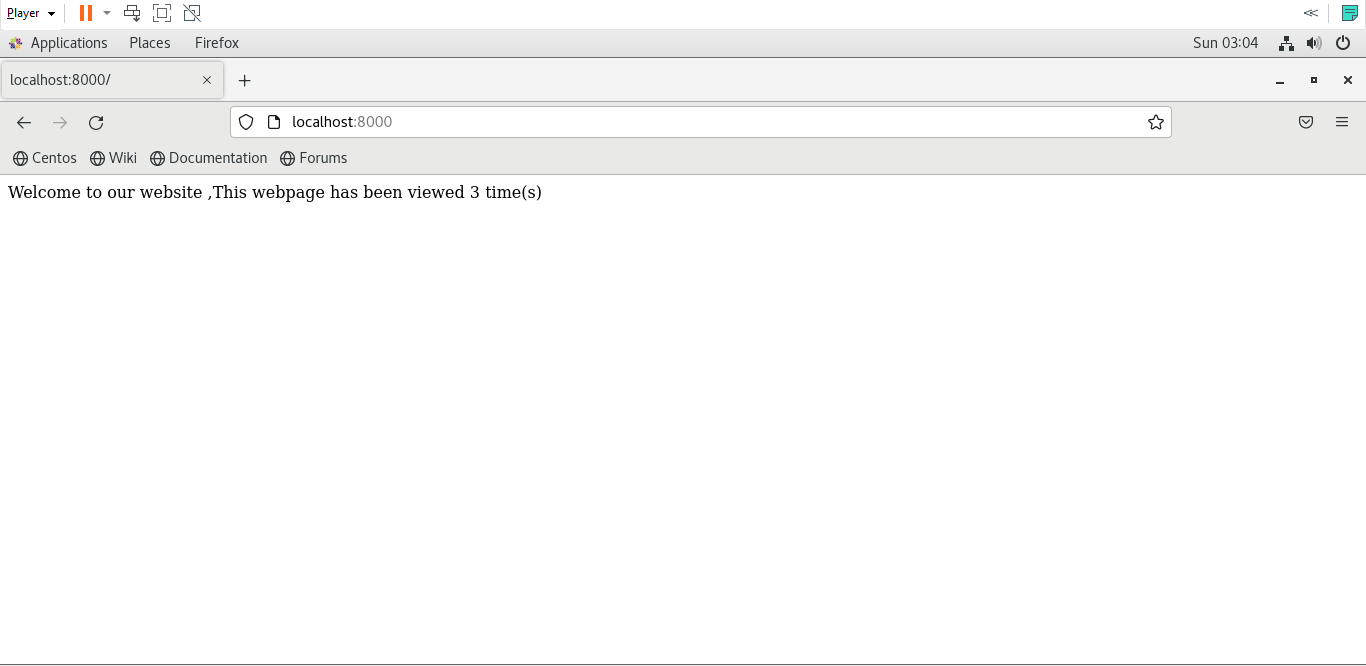 Player
Applications Places Firefox Sun 03:04
localhost:8000/
localhost:8000
Centos Wiki Documentation Forums
Welcome to our website ,This webpage has been viewed 3 time(s)